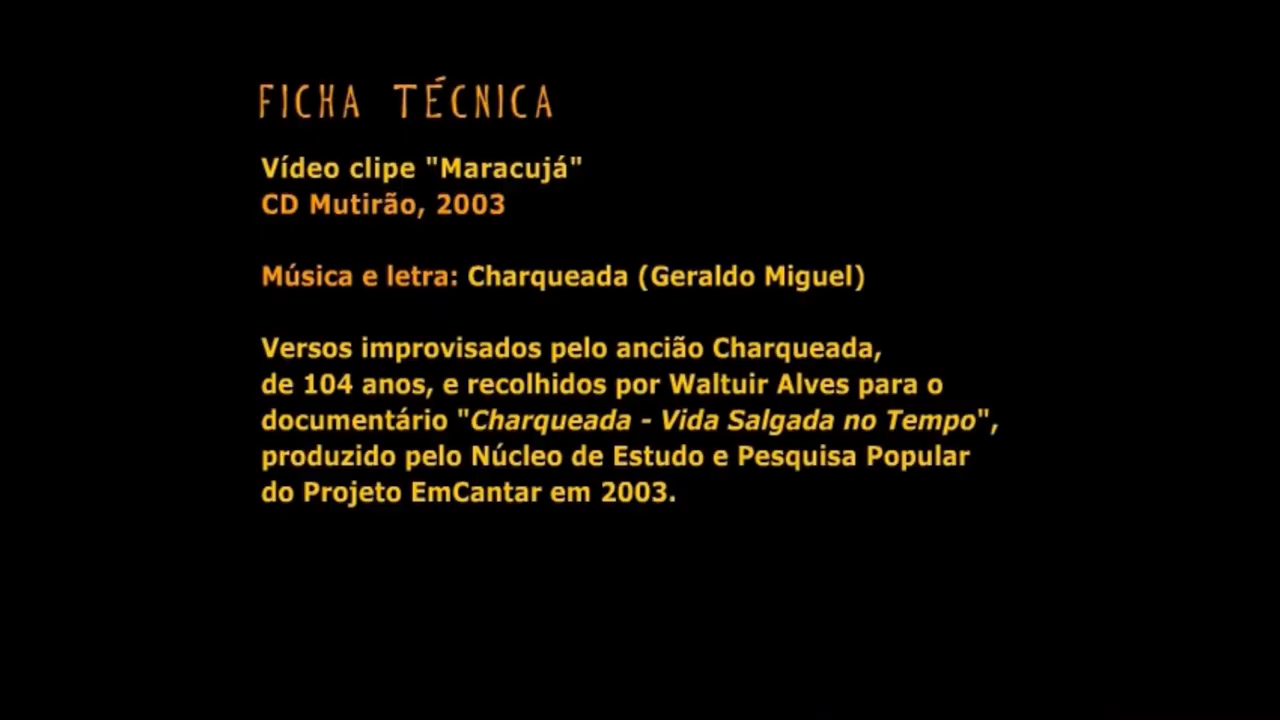 FICHA TÉCNICA
Vídeo clipe "Maracujá"
CD Mutirão, 2003
Música e letra: Charqueada (Geraldo Miguel)
Versos improvisados pelo ancião Charqueada,
de 104 anos, e recolhidos por Waltuir Alves para o
documentário "Charqueada - Vida Salgada no Tempo",
produzido pelo Núcleo de Estudo e Pesquisa Popular
do Projeto EmCantar em 2003.